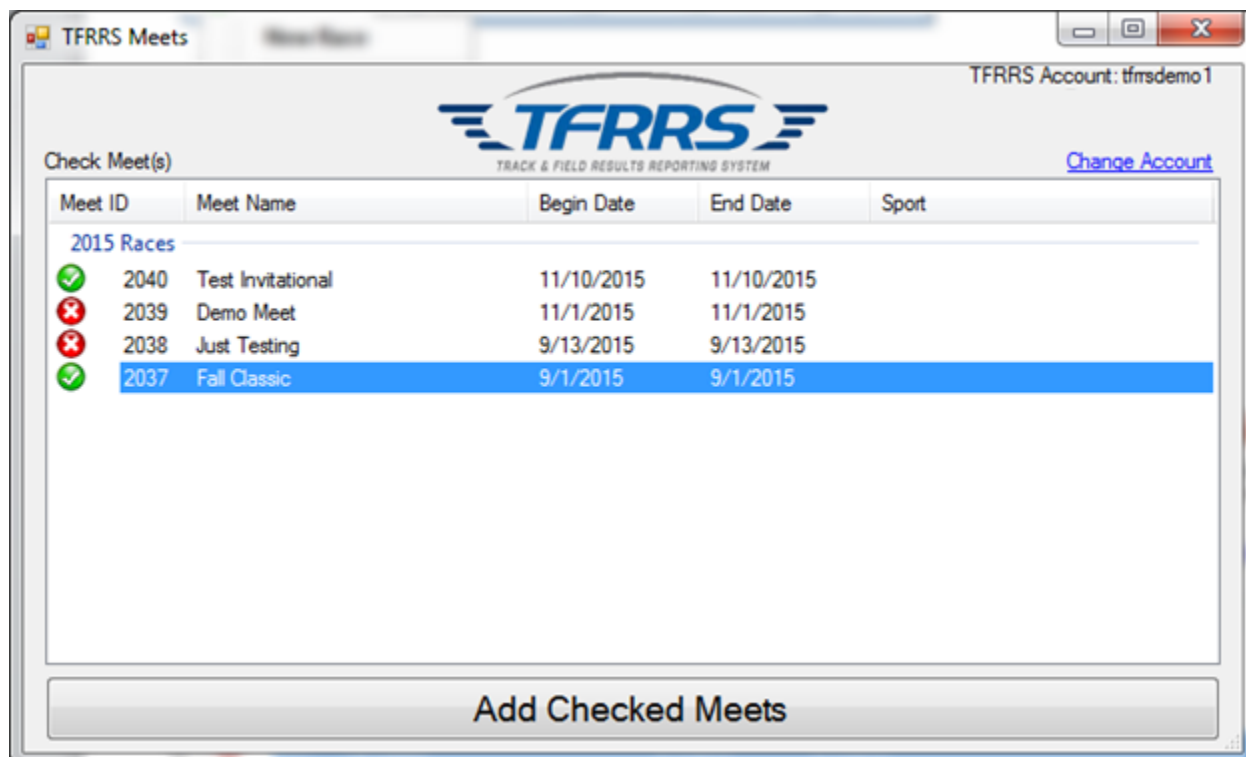 TFRRS Meets
New Race
TFRRS Account: tfrrsdemo1
TFRRS
TRACK & FIELD RESULTS REPORTING SYSTEM
Check Meet(s)
Change Account
Meet ID Meet Name Begin Date End Date Sport
2015 Races
2040 Test Invitational 11/10/2015 11/10/2015
2039 Demo Meet 11/1/2015 11/1/2015
2038 Just Testing 9/13/2015 9/13/2015
2037 Fall Classic 9/1/2015 9/1/2015
Add Checked Meets